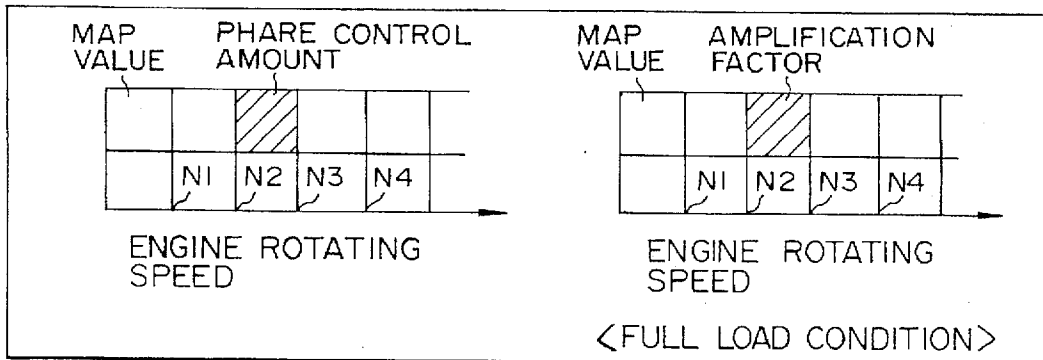 MAP VALUE
PHARE CONTROL AMOUNT
N1 N2 N3 N4
ENGINE ROTATING SPEED
MAP VALUE
AMPLIFICATION FACTOR
N1 N2 N3 N4
ENGINE ROTATING SPEED
<FULL LOAD CONDITION>